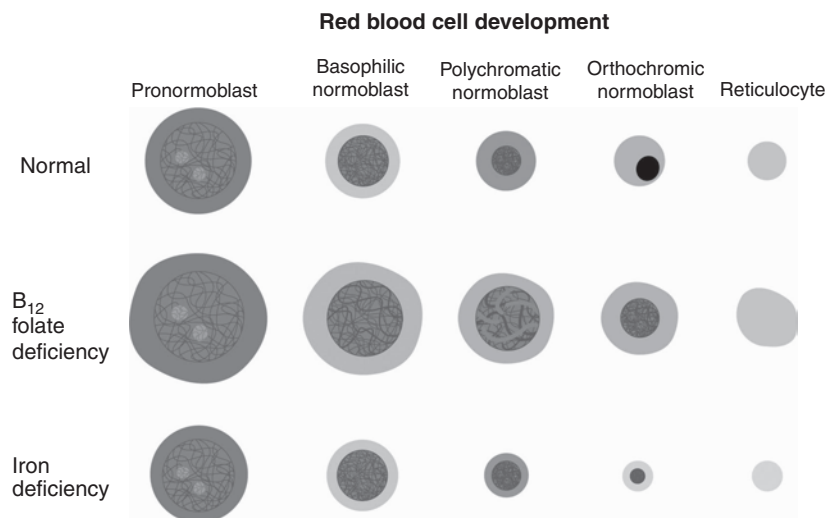 Red blood cell development
Pronormoblast
Basophilic
normoblast
Polychromatic
normoblast
Orthochromic
normoblast
Reticulocyte
Normal
B₁₂
folate
deficiency
Iron
deficiency